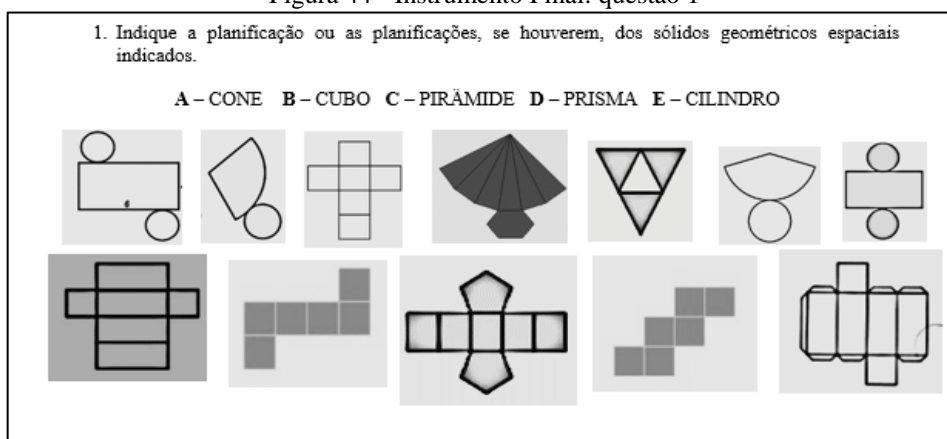 Figura 44 - Instrumento Final: questão 1
1. Indique a planificação ou as planificações, se houverem, dos sólidos geométricos espaciais
indicados.
A – CONE B – CUBO C – PIRÂMIDE D – PRISMA E – CILINDRO
6